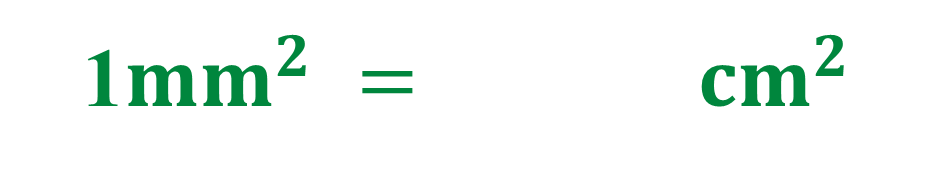 1mm² = cm²